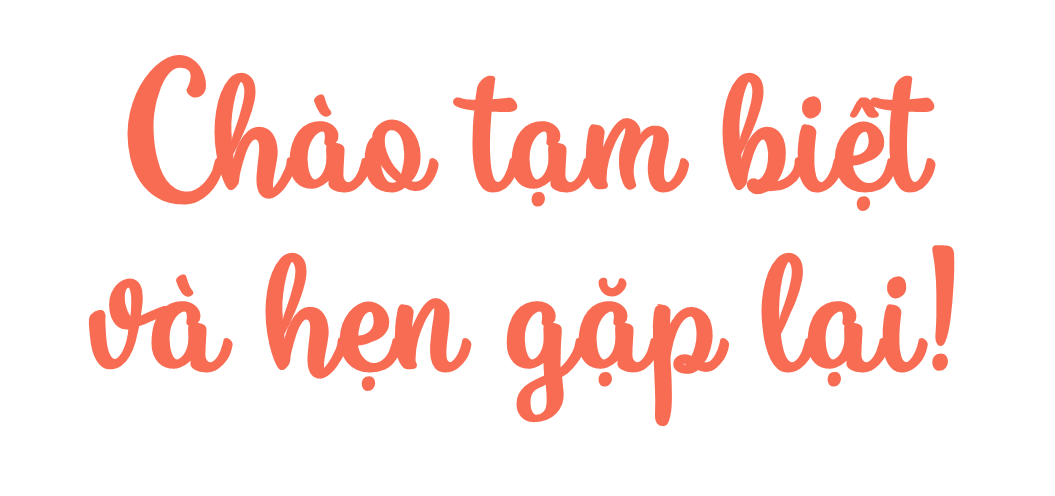 Chào tạm biệt
và hẹn gặp lại!